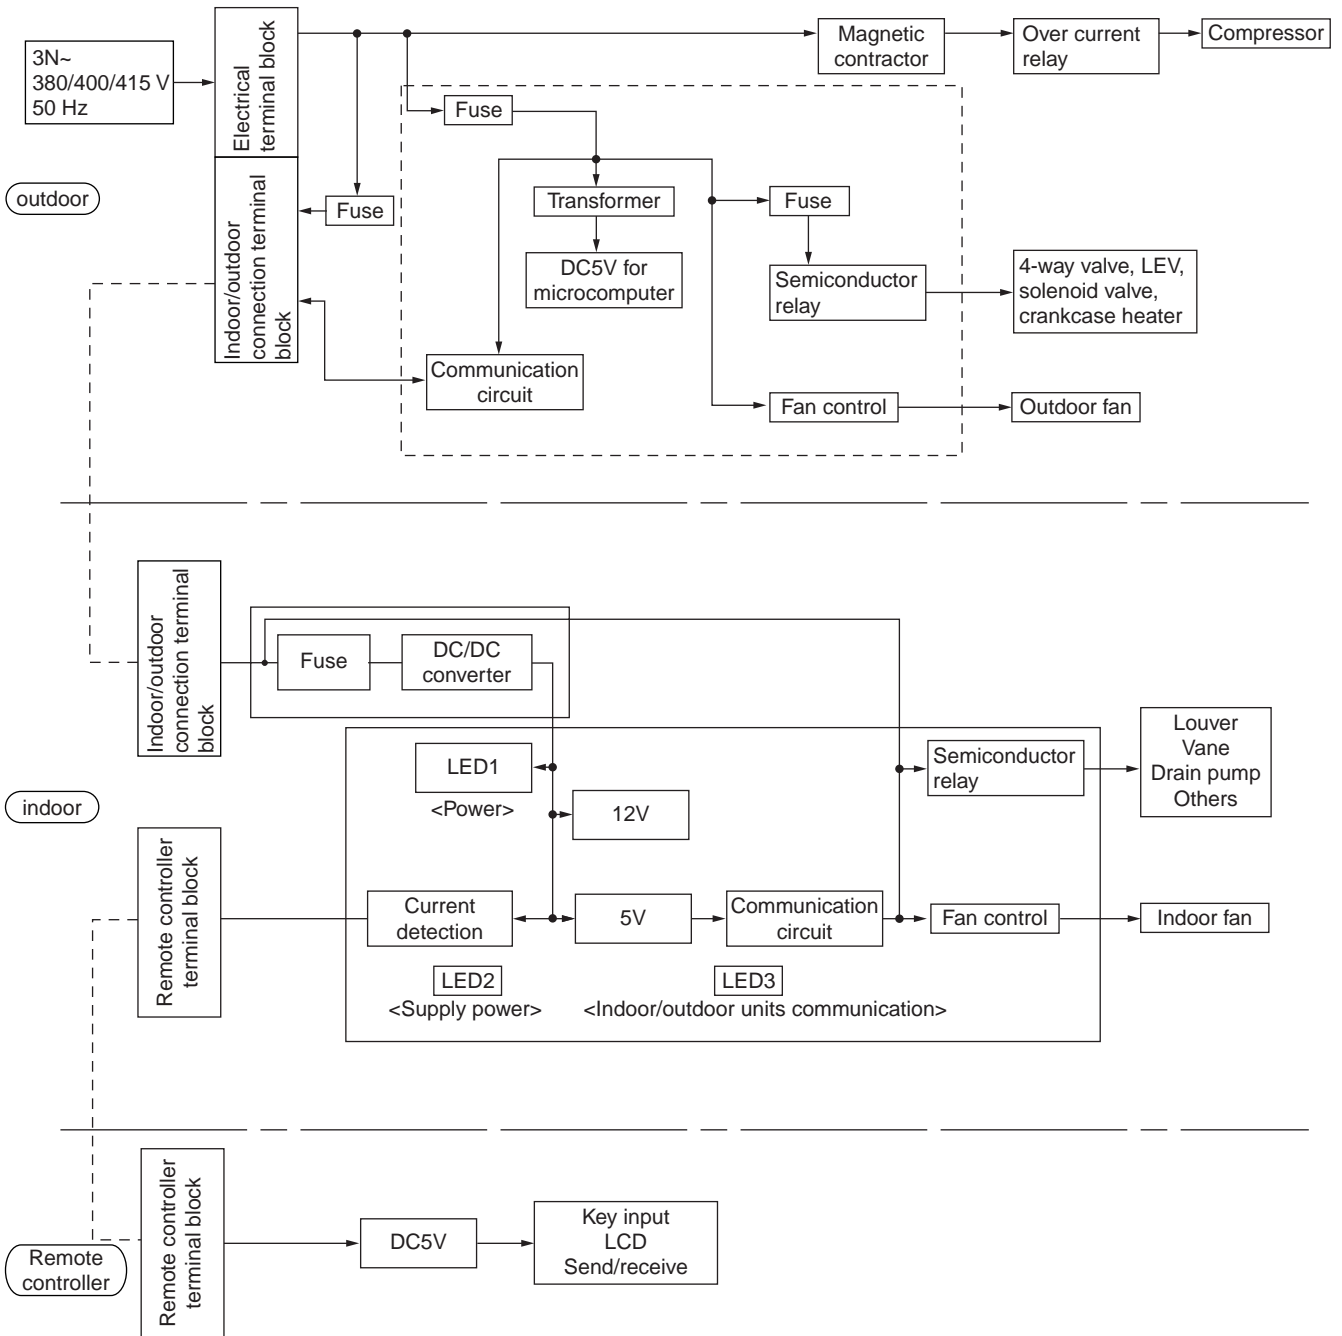 3N~
380/400/415 V
50 Hz
Electrical
terminal block
Magnetic
contractor
Over current
relay
Compressor
Fuse
outdoor
Indoor/outdoor
connection terminal
block
Fuse
Transformer
Fuse
DC5V for
microcomputer
Semiconductor
relay
4-way valve, LEV,
solenoid valve,
crankcase heater
Communication
circuit
Fan control
Outdoor fan
Indoor/outdoor
connection terminal
block
Fuse
DC/DC
converter
LED1
<Power>
12V
Semiconductor
relay
Louver
Vane
Drain pump
Others
indoor
Remote controller
terminal block
Current
detection
5V
Communication
circuit
Fan control
Indoor fan
LED2
<Supply power>
LED3
<Indoor/outdoor units communication>
Remote
controller
Remote controller
terminal block
DC5V
Key input
LCD
Send/receive